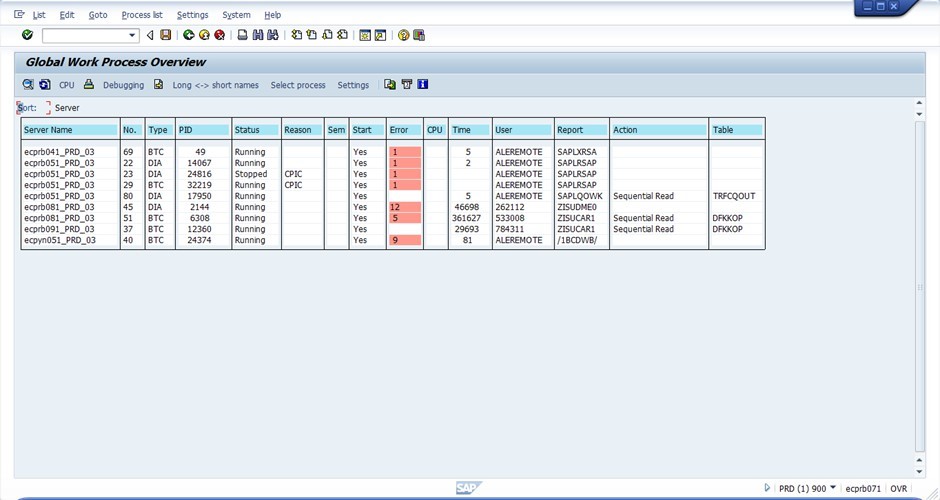 List Edit Goto Process list Settings System Help
Global Work Process Overview
CPU Debugging Long <-> short names Select process Settings
Sort: Server
Server Name No. Type PID Status Reason Sem Start Error CPU Time User Report Action Table
ecprb041_PRD_03 69 BTC 49 Running Yes 1 5 ALEREMOTE SAPLXRSA
ecprb051_PRD_03 22 DIA 14067 Running Yes 1 2 ALEREMOTE SAPLRSAP
ecprb051_PRD_03 23 DIA 24816 Stopped CPIC Yes 1 ALEREMOTE SAPLRSAP
ecprb051_PRD_03 29 BTC 32219 Running CPIC Yes 1 ALEREMOTE SAPLRSAP
ecprb051_PRD_03 80 DIA 17950 Running Yes 5 ALEREMOTE SAPLQOWK Sequential Read TRFCQOUT
ecprb081_PRD_03 45 DIA 2144 Running Yes 12 46698 262112 ZISUDME0
ecprb081_PRD_03 51 BTC 6308 Running Yes 5 361627 533008 ZISUCAR1 Sequential Read DFKKOP
ecprb091_PRD_03 37 BTC 12360 Running Yes 29693 784311 ZISUCAR1 Sequential Read DFKKOP
ecpyn051_PRD_03 40 BTC 24374 Running Yes 9 81 ALEREMOTE /1BCDWB/
SAP PRD (1) 900 ecprb071 OVR